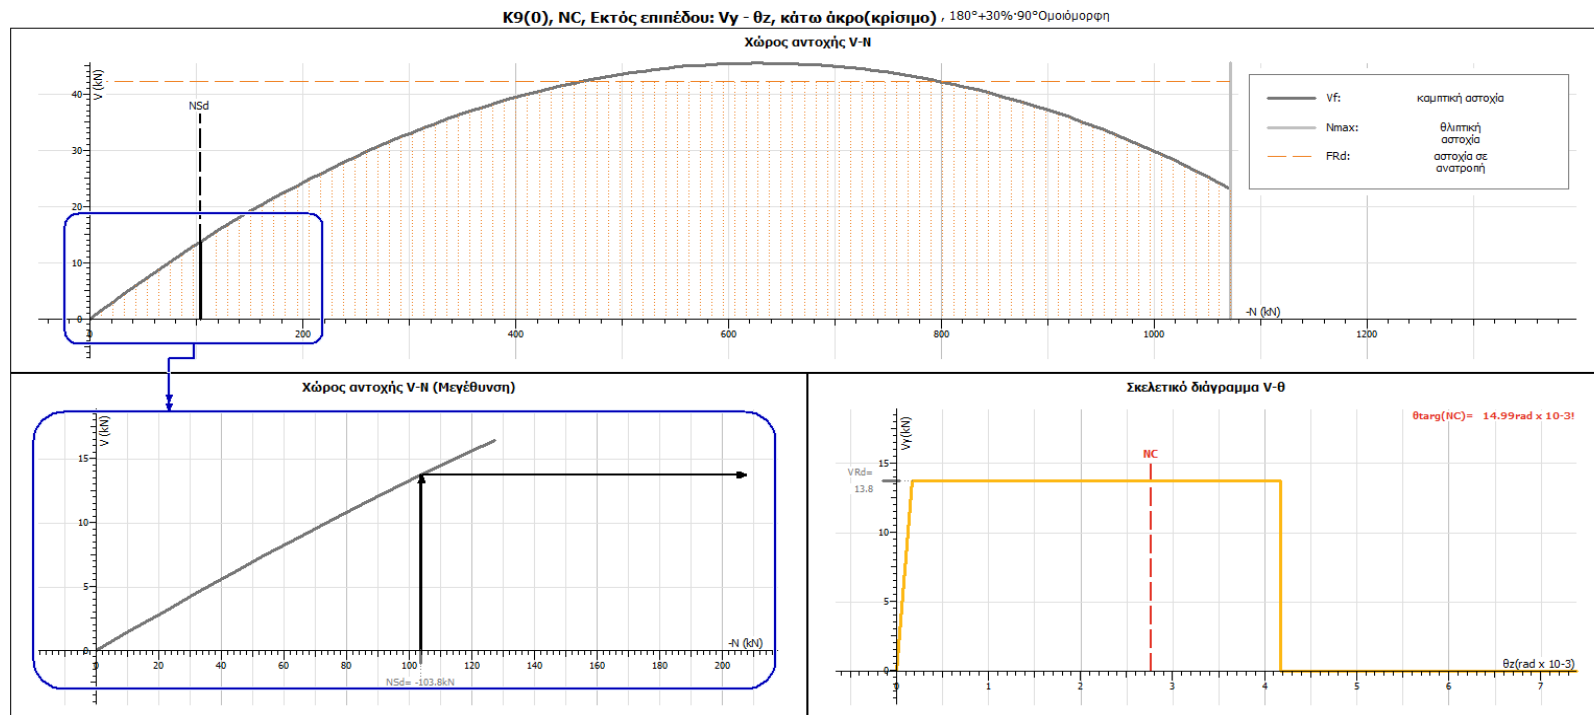 K9(0), NC, Εκτός επιπέδου: Vy - θz, κάτω άκρο(κρίσιμο) , 180°+30%·90°Ομοιόμορφη
Χώρος αντοχής V-N
V (kN)
40
30
20
10
0
NSd
0 200 400 600 800 1000 1200
-N (kN)
Vf: καμπτική αστοχία
Nmax: θλιπτική
αστοχία
FRd: αστοχία σε
ανατροπή
Χώρος αντοχής V-N (Μεγέθυνση)
V (kN)
15
10
5
0
0 20 40 60 80 100 120 140 160 180 200
-N (kN)
NSd= -103.8kN
Σκελετικό διάγραμμα V-θ
θtarg(NC)= 14.99rad x 10-3!
Vy(kN)
NC
VRd=
13.8
15
10
5
0
θz(rad x 10-3)
0 1 2 3 4 5 6 7